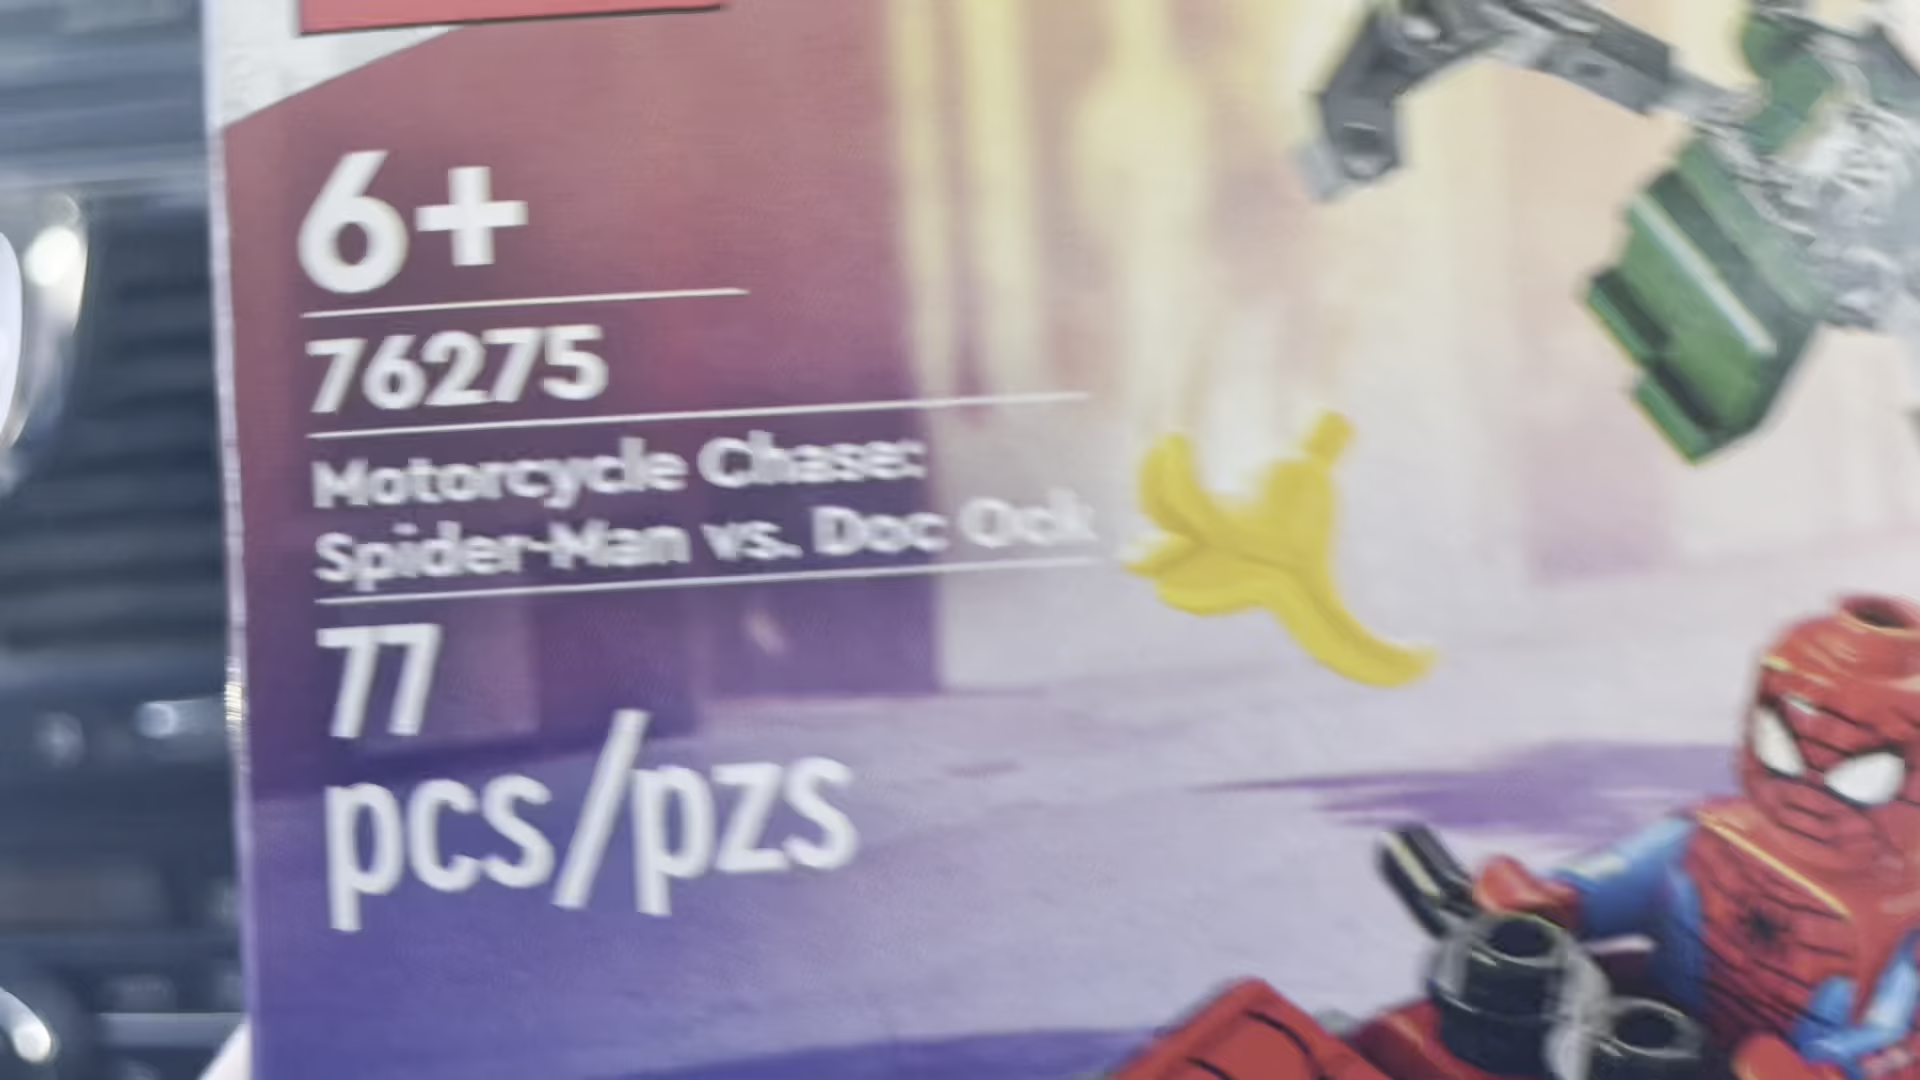 6+
76275
Motorcycle Chase:
Spider-Man vs. Doc Ock
77
pcs/pzs